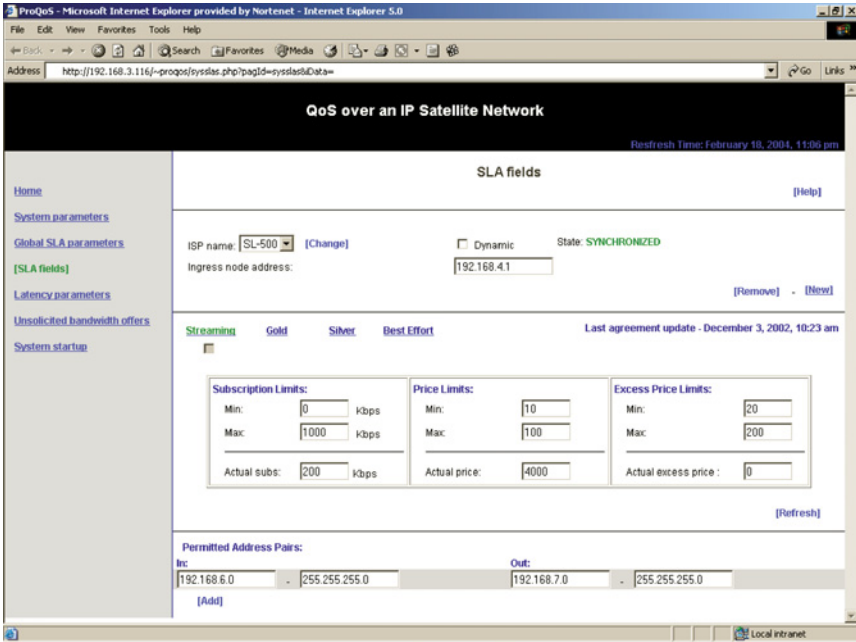 ProQoS - Microsoft Internet Explorer provided by Nortenet - Internet Explorer 5.0
File Edit View Favorites Tools Help
Back Search Favorites Media
Address http://192.168.3.116/~proqos/sysslas.php?pagId=sysslas&Data= Go Links »
QoS over an IP Satellite Network
Resfresh Time: February 18, 2004, 11:06 pm
SLA fields
Home [Help]
System parameters
Global SLA parameters
ISP name: SL-500 [Change] Dynamic State: SYNCHRONIZED
[SLA fields]
Ingress node address: 192.168.4.1
Latency parameters
[Remove] - [New]
Unsolicited bandwidth offers
Streaming Gold Silver Best Effort Last agreement update - December 3, 2002, 10:23 am
System startup
Subscription Limits: Price Limits: Excess Price Limits:
Min: 0 Kbps Min: 10 Min: 20
Max: 1000 Kbps Max: 100 Max: 200
Actual subs: 200 Kbps Actual price: 4000 Actual excess price : 0
[Refresh]
Permitted Address Pairs:
In: Out:
192.168.6.0 - 255.255.255.0 192.168.7.0 - 255.255.255.0
[Add]
Local intranet